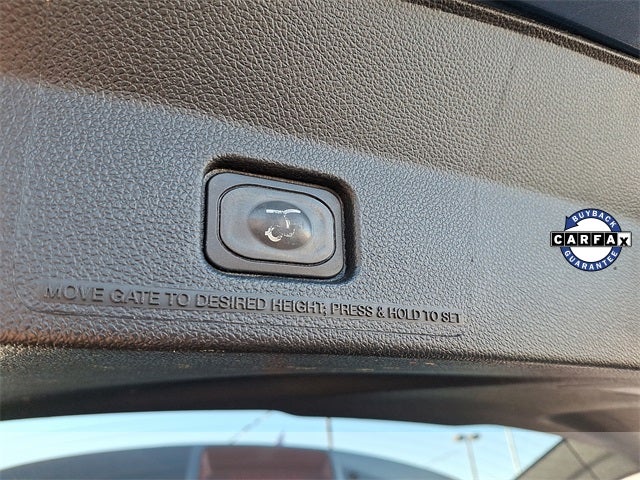 MOVE GATE TO DESIRED HEIGHT; PRESS & HOLD TO SET
BUYBACK
CARFAX
GUARANTEE